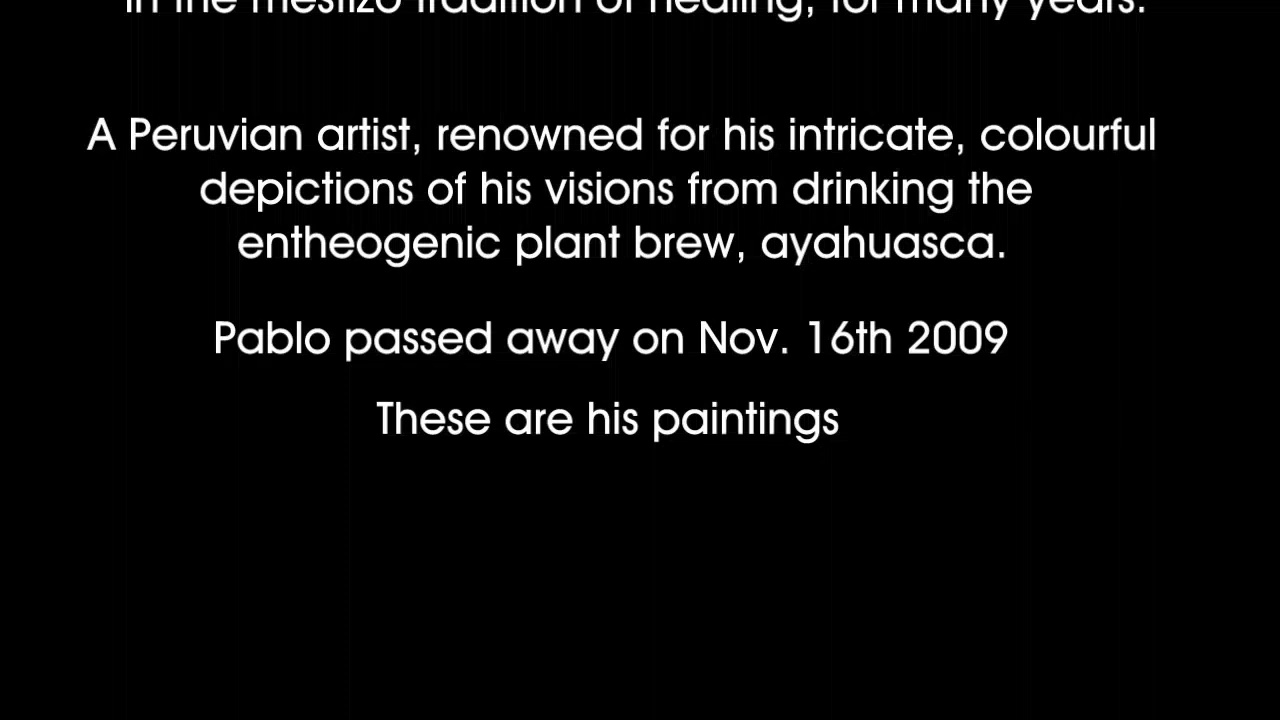 in the mestizo tradition of healing, for many years.
A Peruvian artist, renowned for his intricate, colourful
depictions of his visions from drinking the
entheogenic plant brew, ayahuasca.
Pablo passed away on Nov. 16th 2009
These are his paintings